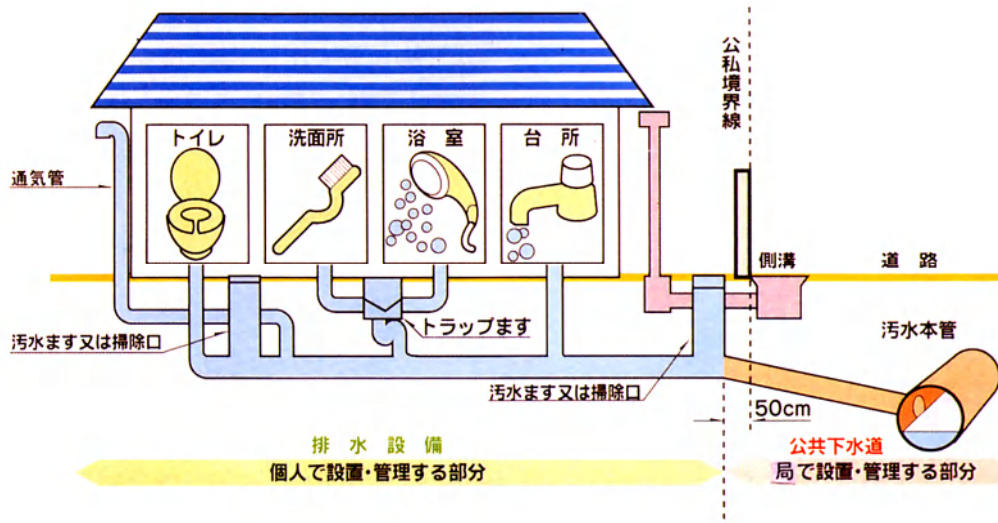 公私境界線
トイレ
洗面所
浴室
台所
通気管
側溝
道路
汚水ます又は掃除口
トラップます
汚水本管
汚水ます又は掃除口
50cm
排水設備
公共下水道
個人で設置・管理する部分
局で設置・管理する部分